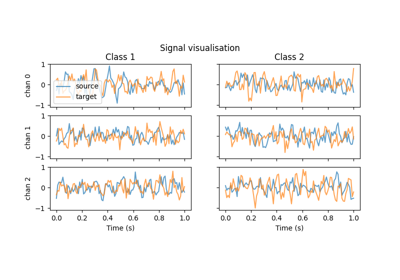 Signal visualisation
Class 1
Class 2
chan 0
1
0
−1
source
target
chan 1
1
0
−1
chan 2
1
0
−1
0.0 0.2 0.4 0.6 0.8 1.0
0.0 0.2 0.4 0.6 0.8 1.0
Time (s)
Time (s)